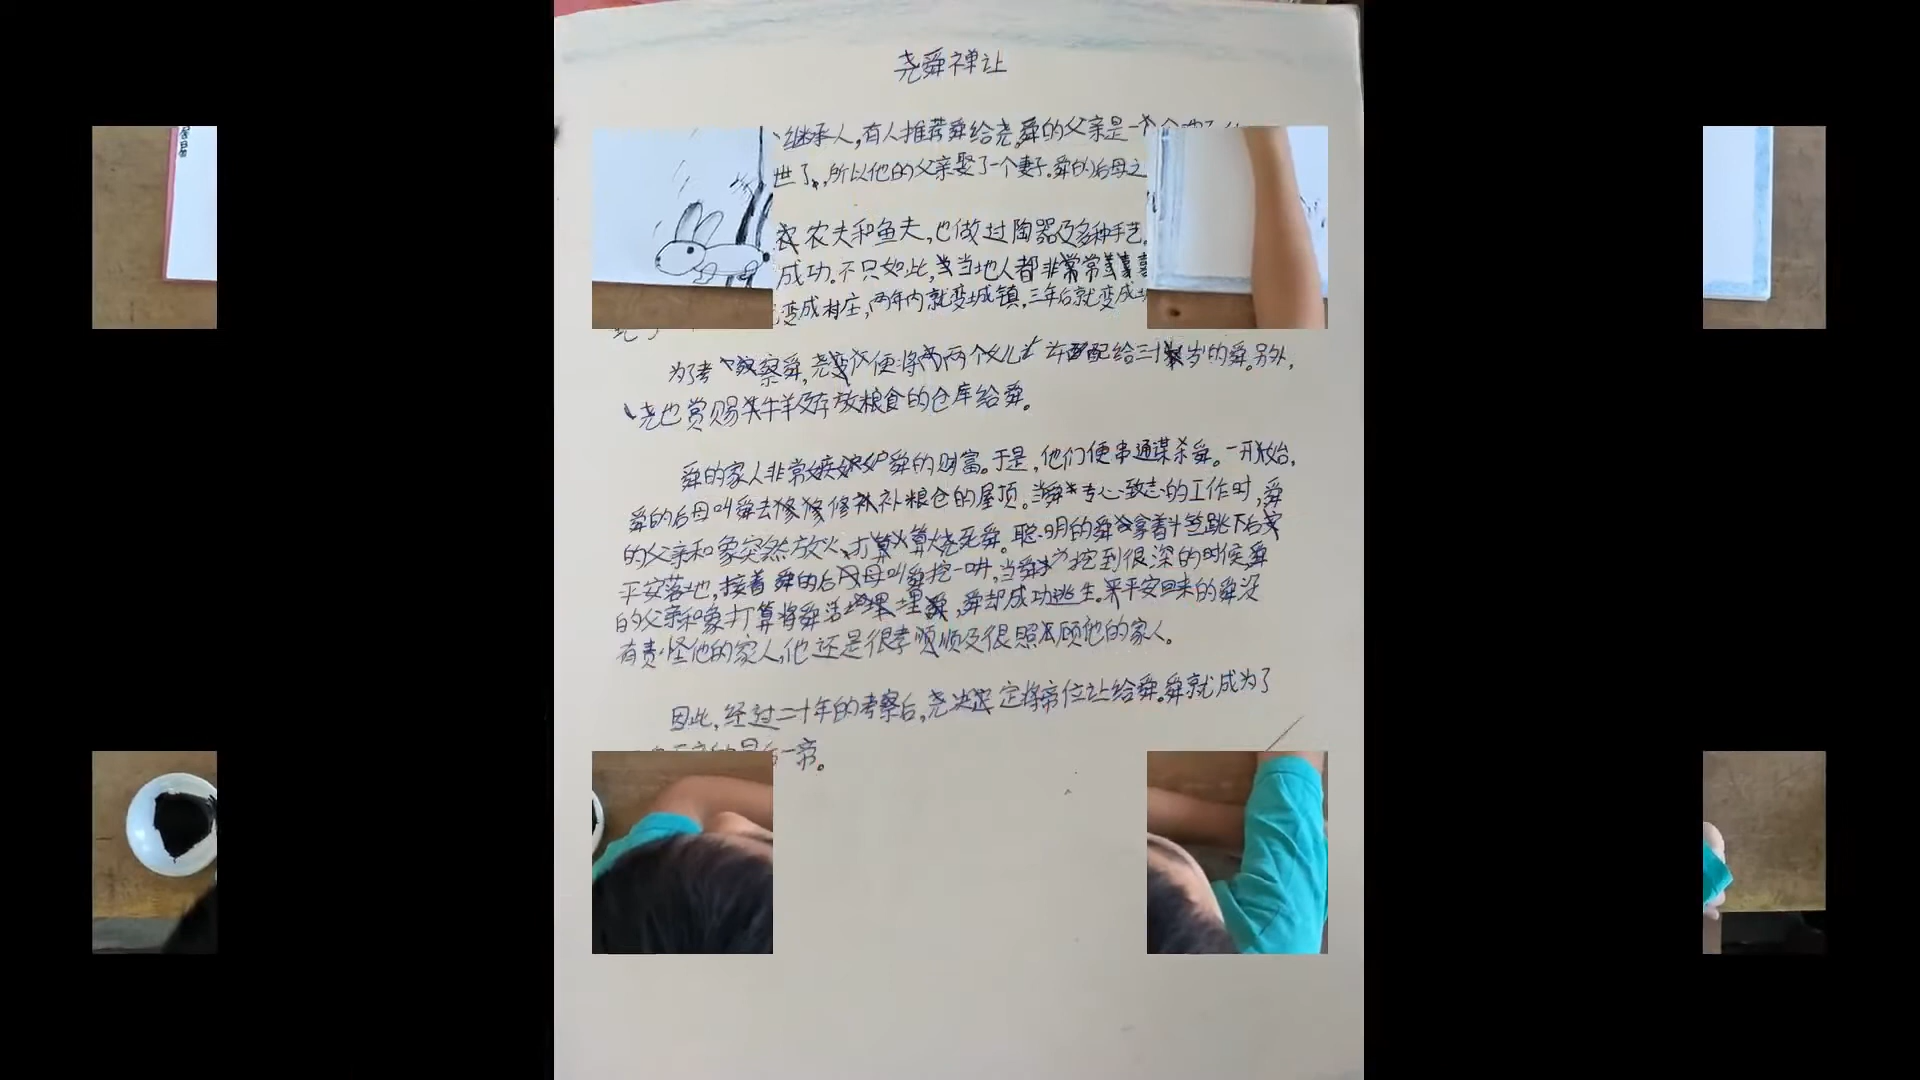 尧舜禅让
继承人,有人推荐舜给尧。舜的父亲是一个
世了,所以他的父亲娶了一个妻子。舜的后母之
农夫和鱼夫,也做过陶器及多种手艺。
成功。不只如此,当地人都非常
变成村庄,两年内就变城镇,三年后就变成
为了考察舜,尧便将两个女儿许配给三十岁的舜。另外,
尧也赏赐牛羊及存放粮食的仓库给舜。
舜的家人非常嫉妒舜的财富。于是,他们便串通谋杀舜。一开始,
舜的后母叫舜去修补粮仓的屋顶。当舜专心致志的工作时,舜
的父亲和象突然放火,打算烧死舜。聪明的舜拿着斗笠跳下后
平安落地,接着舜的后母叫舜挖一井,当舜挖到很深的时候,舜
的父亲和象打算将舜活埋,舜却成功逃生。平安回来的舜没
有责怪他的家人,他还是很孝顺及很照顾他的家人。
因此,经过二十年的考察后,尧决定将帝位让给舜。舜就成为了
最后一帝。